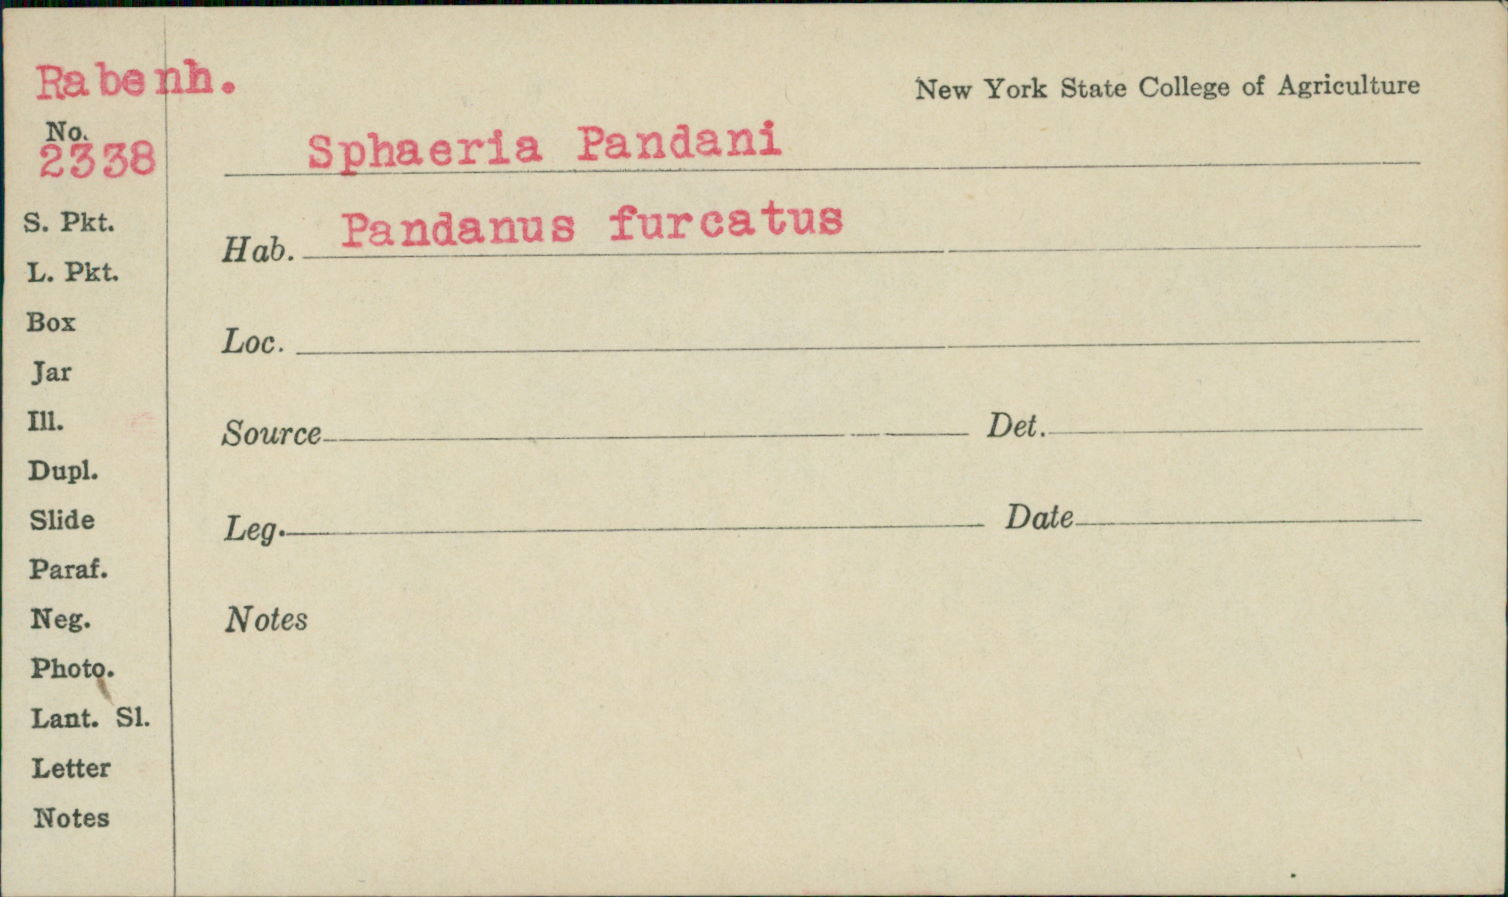 Rabenh.
New York State College of Agriculture
No.
2338
Sphaeria Pandani
S. Pkt.
Hab. Pandanus furcatus
L. Pkt.
Box
Loc.
Jar
Ill.
Source Det.
Dupl.
Slide
Leg. Date
Paraf.
Neg.
Notes
Photo.
Lant. Sl.
Letter
Notes